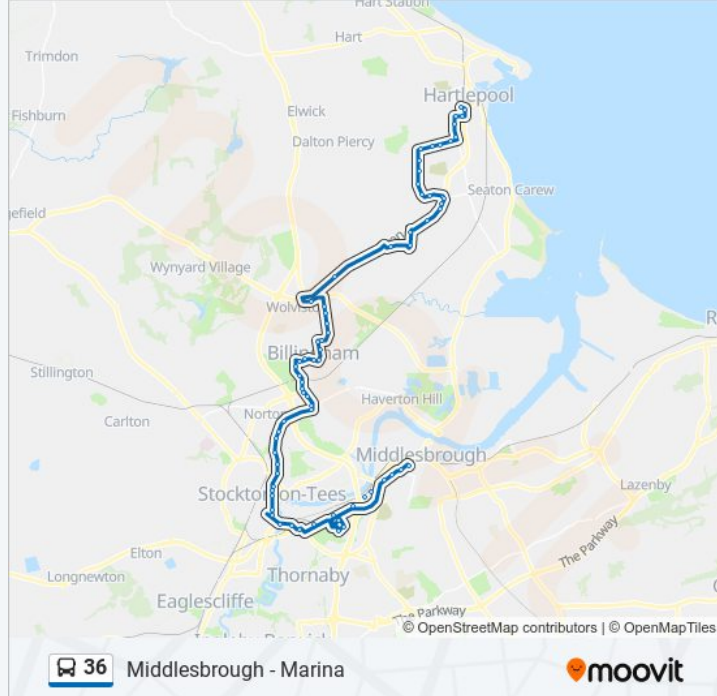 Hart Station
Hart
Trimdon
Hartlepool
Elwick
Fishburn
Dalton Piercy
Seaton Carew
gefield
Wynyard Village
Wolvist
R
Billingham
Stillington
Haverton Hill
Norton
Carlton
Middlesbrough
Stockton-on-Tees
Lazenby
The Parkway
Elton
Longnewton
Thornaby
Eaglescliffe
The Parkway
© OpenStreetMap contributors | © OpenMapTiles
36 Middlesbrough - Marina
moovit